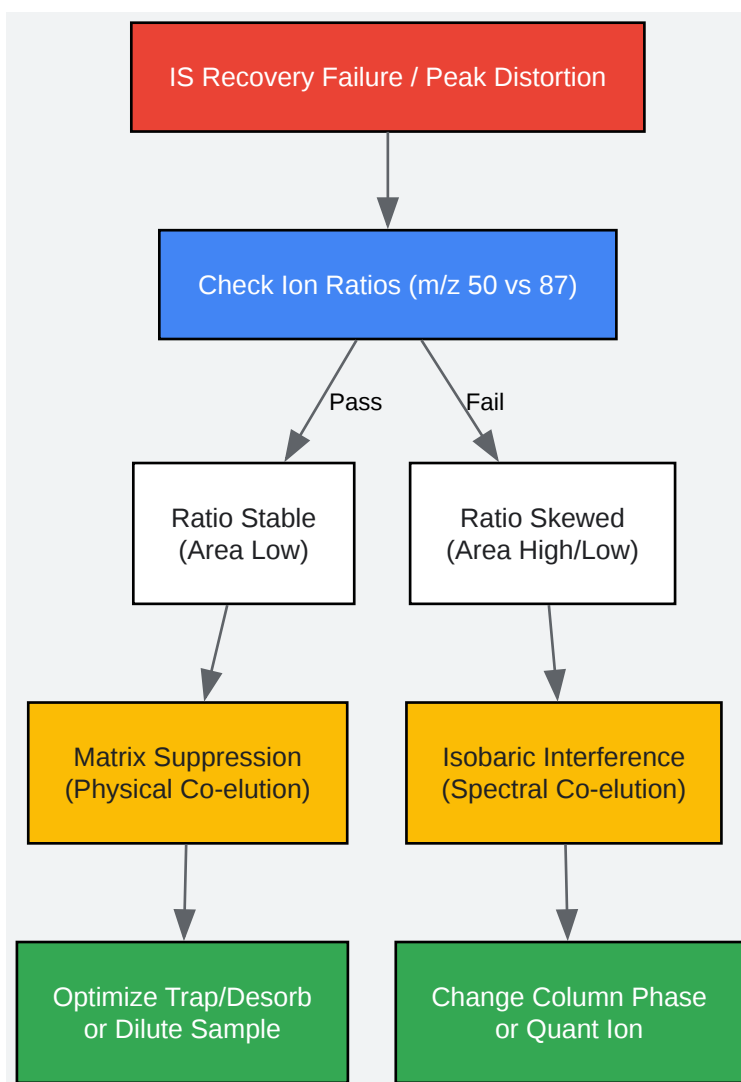 IS Recovery Failure / Peak Distortion
Check Ion Ratios (m/z 50 vs 87)
Pass
Fail
Ratio Stable
(Area Low)
Ratio Skewed
(Area High/Low)
Matrix Suppression
(Physical Co-elution)
Isobaric Interference
(Spectral Co-elution)
Optimize Trap/Desorb
or Dilute Sample
Change Column Phase
or Quant Ion